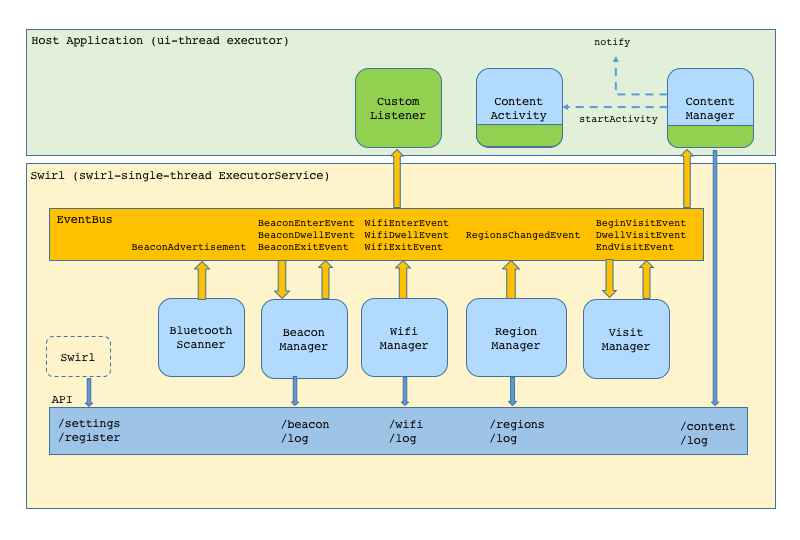 Host Application (ui-thread executor)
notify
Custom
Listener
Content
Activity
Content
Manager
startActivity
Swirl (swirl-single-thread ExecutorService)
EventBus
BeaconAdvertisement
BeaconEnterEvent
BeaconDwellEvent
BeaconExitEvent
WifiEnterEvent
WifiDwellEvent
WifiExitEvent
RegionsChangedEvent
BeginVisitEvent
DwellVisitEvent
EndVisitEvent
Bluetooth
Scanner
Beacon
Manager
Wifi
Manager
Region
Manager
Visit
Manager
Swirl
API
/settings
/register
/beacon
/log
/wifi
/log
/regions
/log
/content
/log